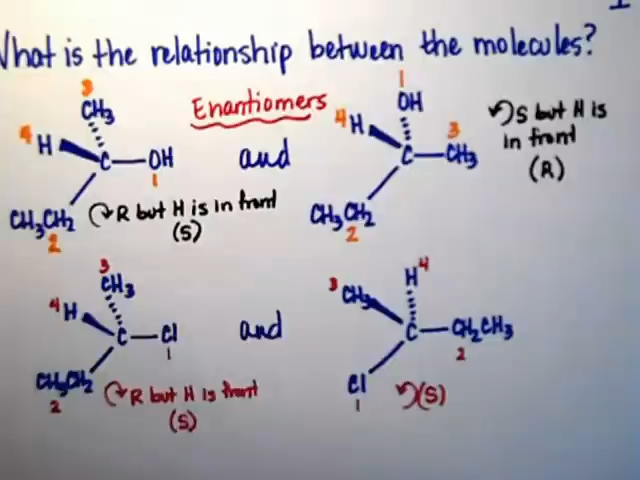 What is the relationship between the molecules?
3
CH3
4 H
C
OH
1
CH3CH2
2
R but H is in front
(S)
Enantiomers
and
1
OH
4 H
C
3
CH3
CH3CH2
2
S but H is
in front
(R)
3
CH3
4 H
C
Cl
1
CH3CH2
2
R but H is front
(S)
and
3
CH3
H 4
C
CH2CH3
2
Cl
1
(S)